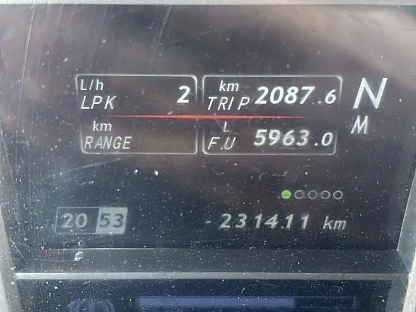 L/h
LPK 2
km
TRIP 2087.6
N
M
km
RANGE
L
F.U 5963.0
20 53
231411 km